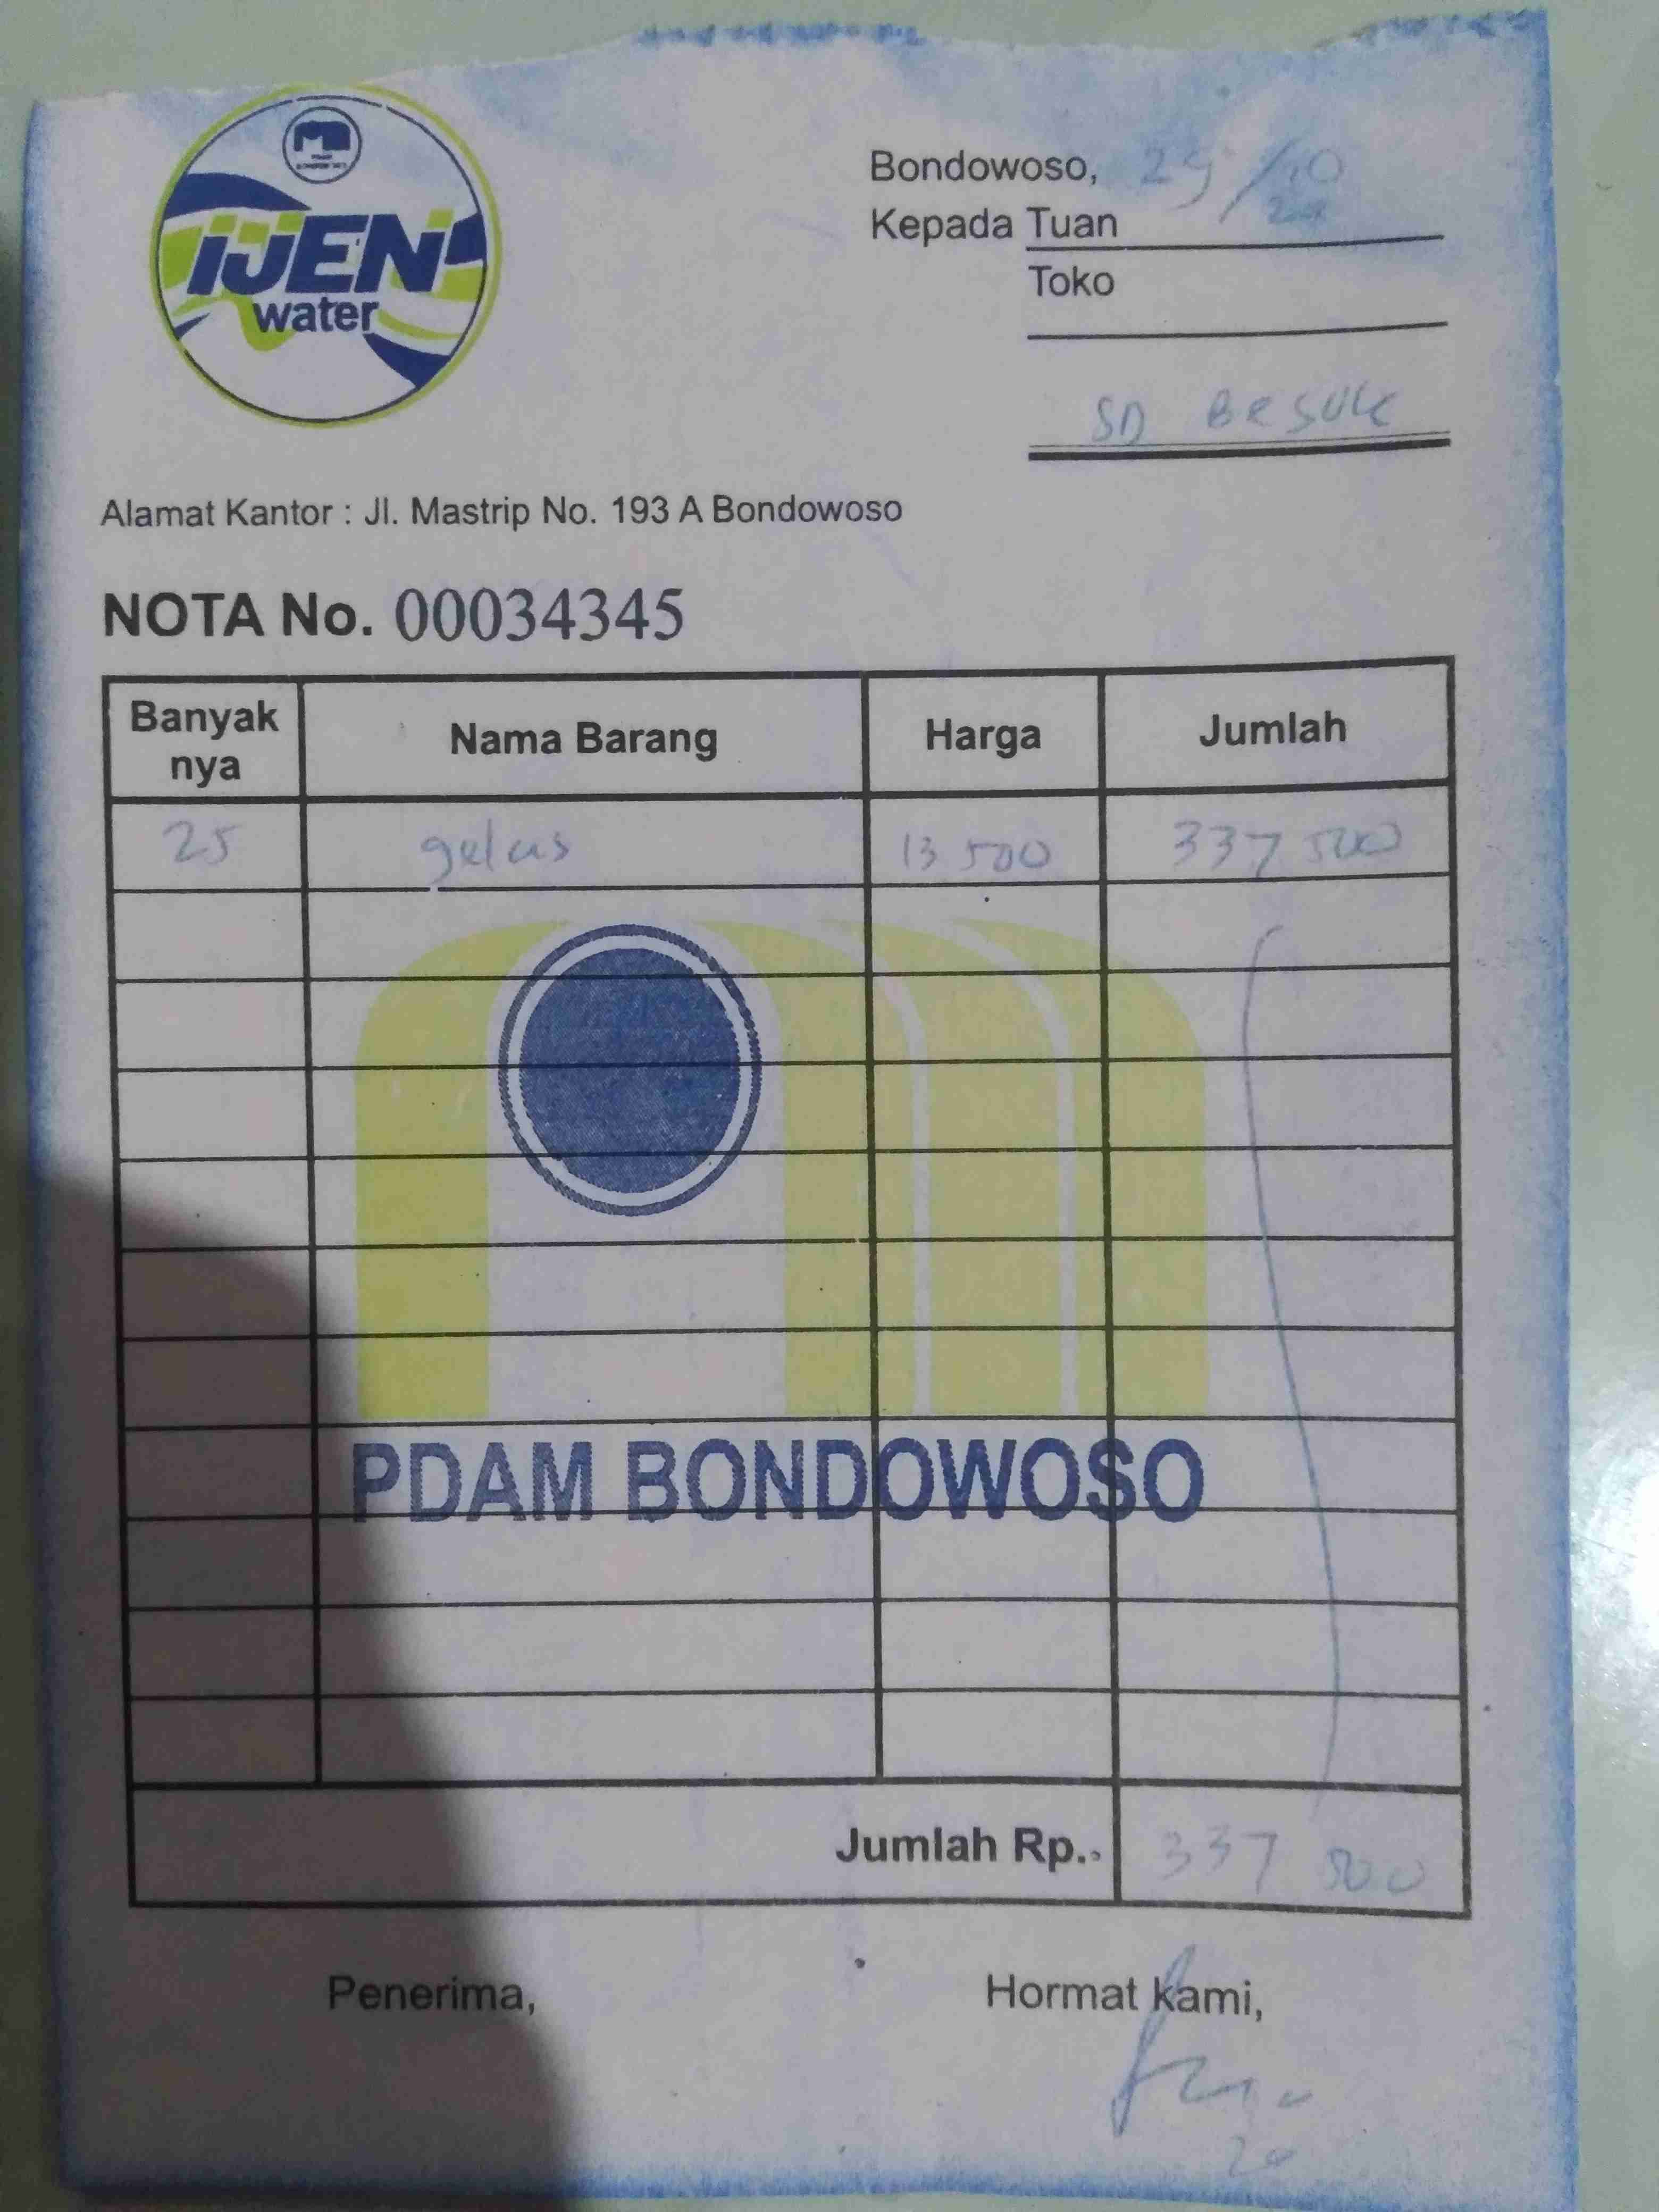 IJEN
water
Bondowoso, 25/10
Kepada Tuan
Toko
SD BESUK
Alamat Kantor : Jl. Mastrip No. 193 A Bondowoso
NOTA No. 00034345
Banyak nya Nama Barang Harga Jumlah
25 gelas 13 500 337 500
PDAM BONDOWOSO
Jumlah Rp.. 337 500
Penerima, Hormat kami,